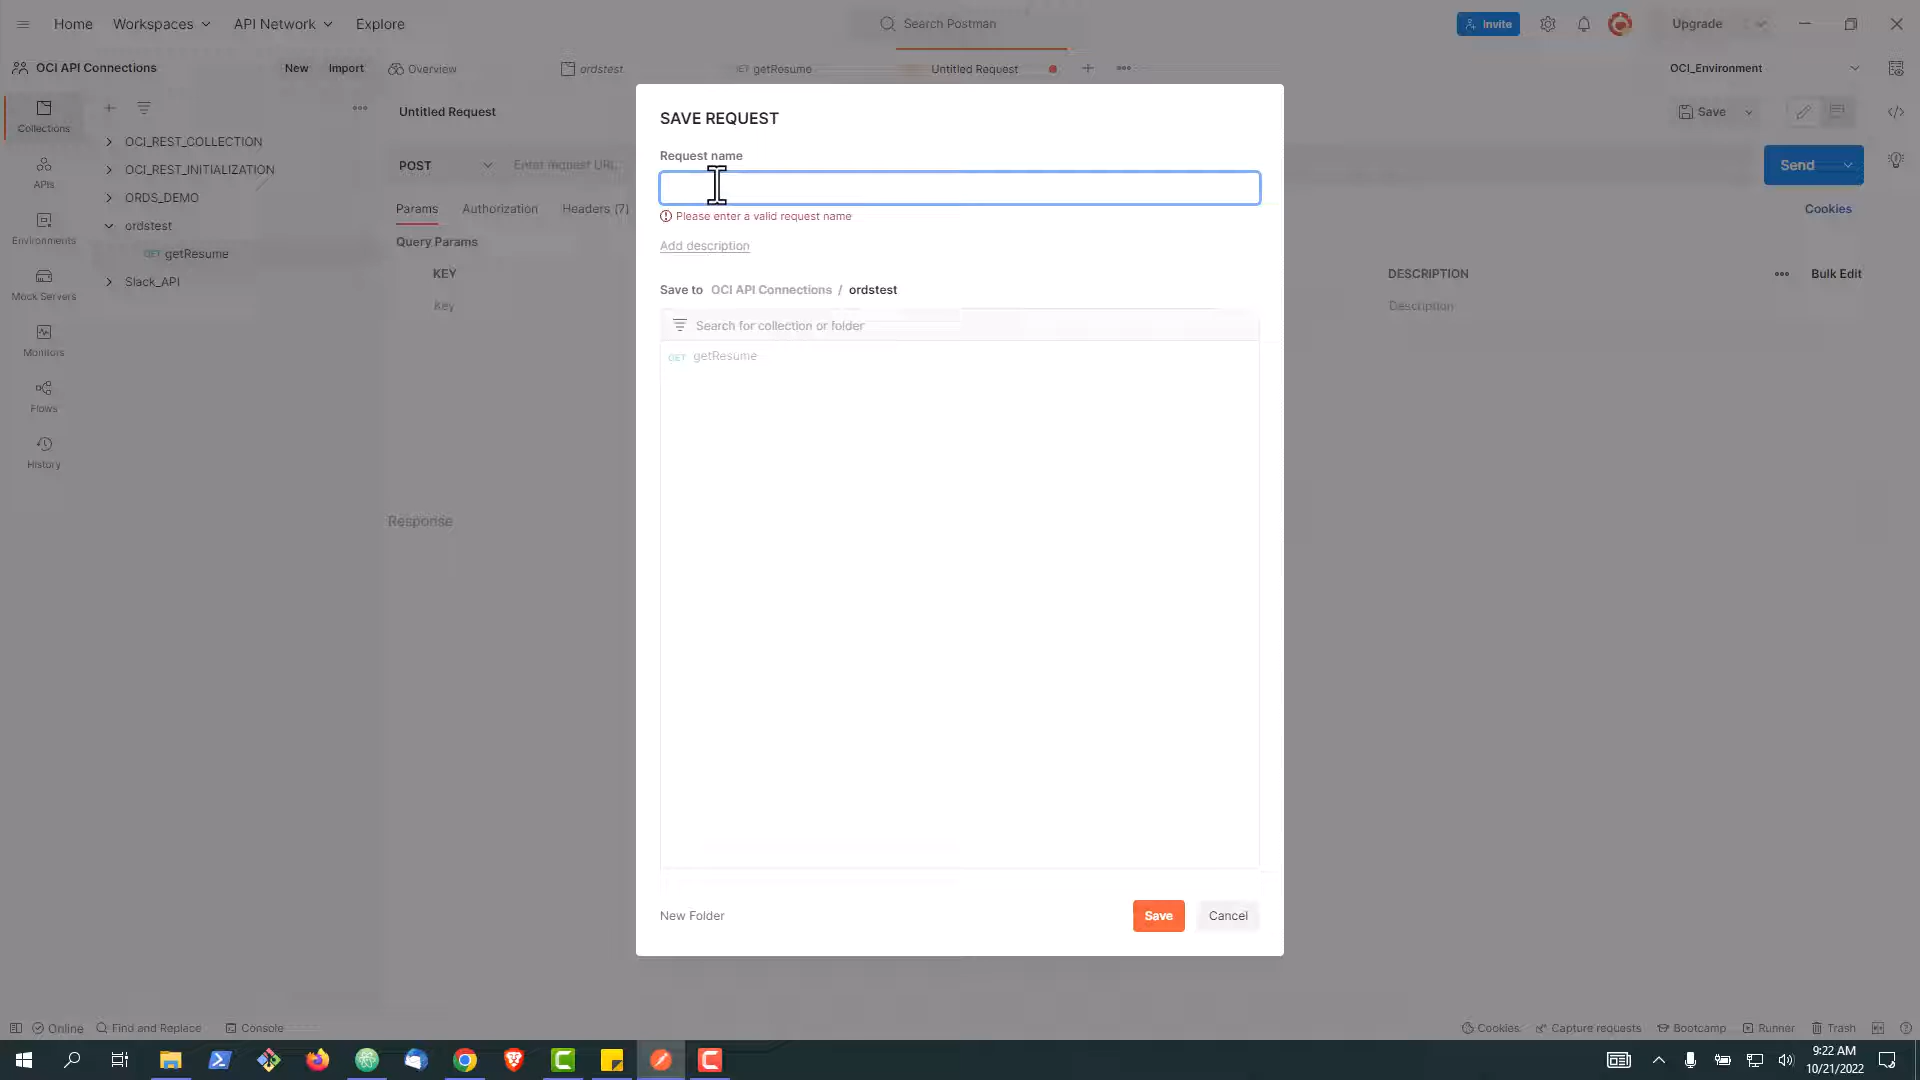 Home Workspaces API Network Explore Search Postman Invite Upgrade
OCI API Connections New Import Overview ordstest GET getResume Untitled Request OCI_Environment
Collections
APIs
Environments
Mock Servers
Monitors
Flows
History
OCI_REST_COLLECTION
OCI_REST_INITIALIZATION
ORDS_DEMO
ordstest
GET getResume
Slack_API
Untitled Request Save
POST Enter request URL Send
Params Authorization Headers (7) Cookies
Query Params
KEY DESCRIPTION Bulk Edit
Key Description
Response
SAVE REQUEST
Request name
Please enter a valid request name
Add description
Save to OCI API Connections / ordstest
Search for collection or folder
GET getResume
New Folder Save Cancel
Online Find and Replace Console Cookies Capture requests Bootcamp Runner Trash
9:22 AM
10/21/2022